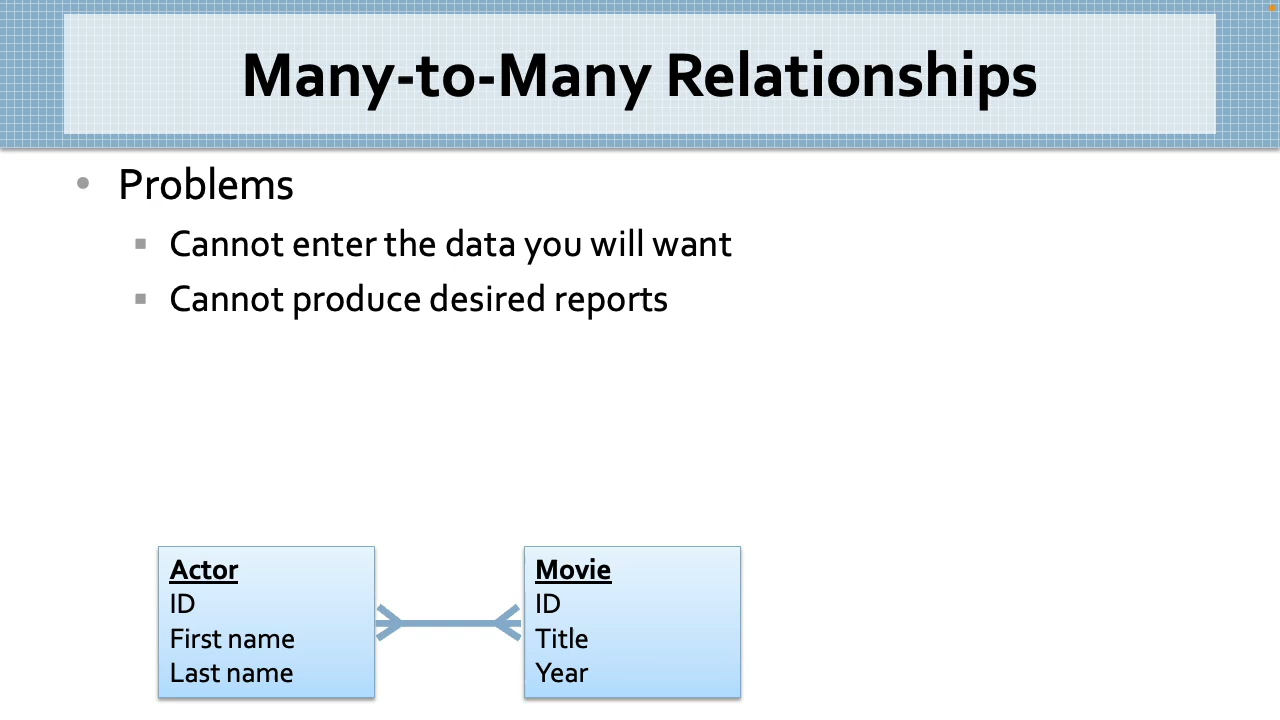 Many-to-Many Relationships
Problems
Cannot enter the data you will want
Cannot produce desired reports
Actor
ID
First name
Last name
Movie
ID
Title
Year